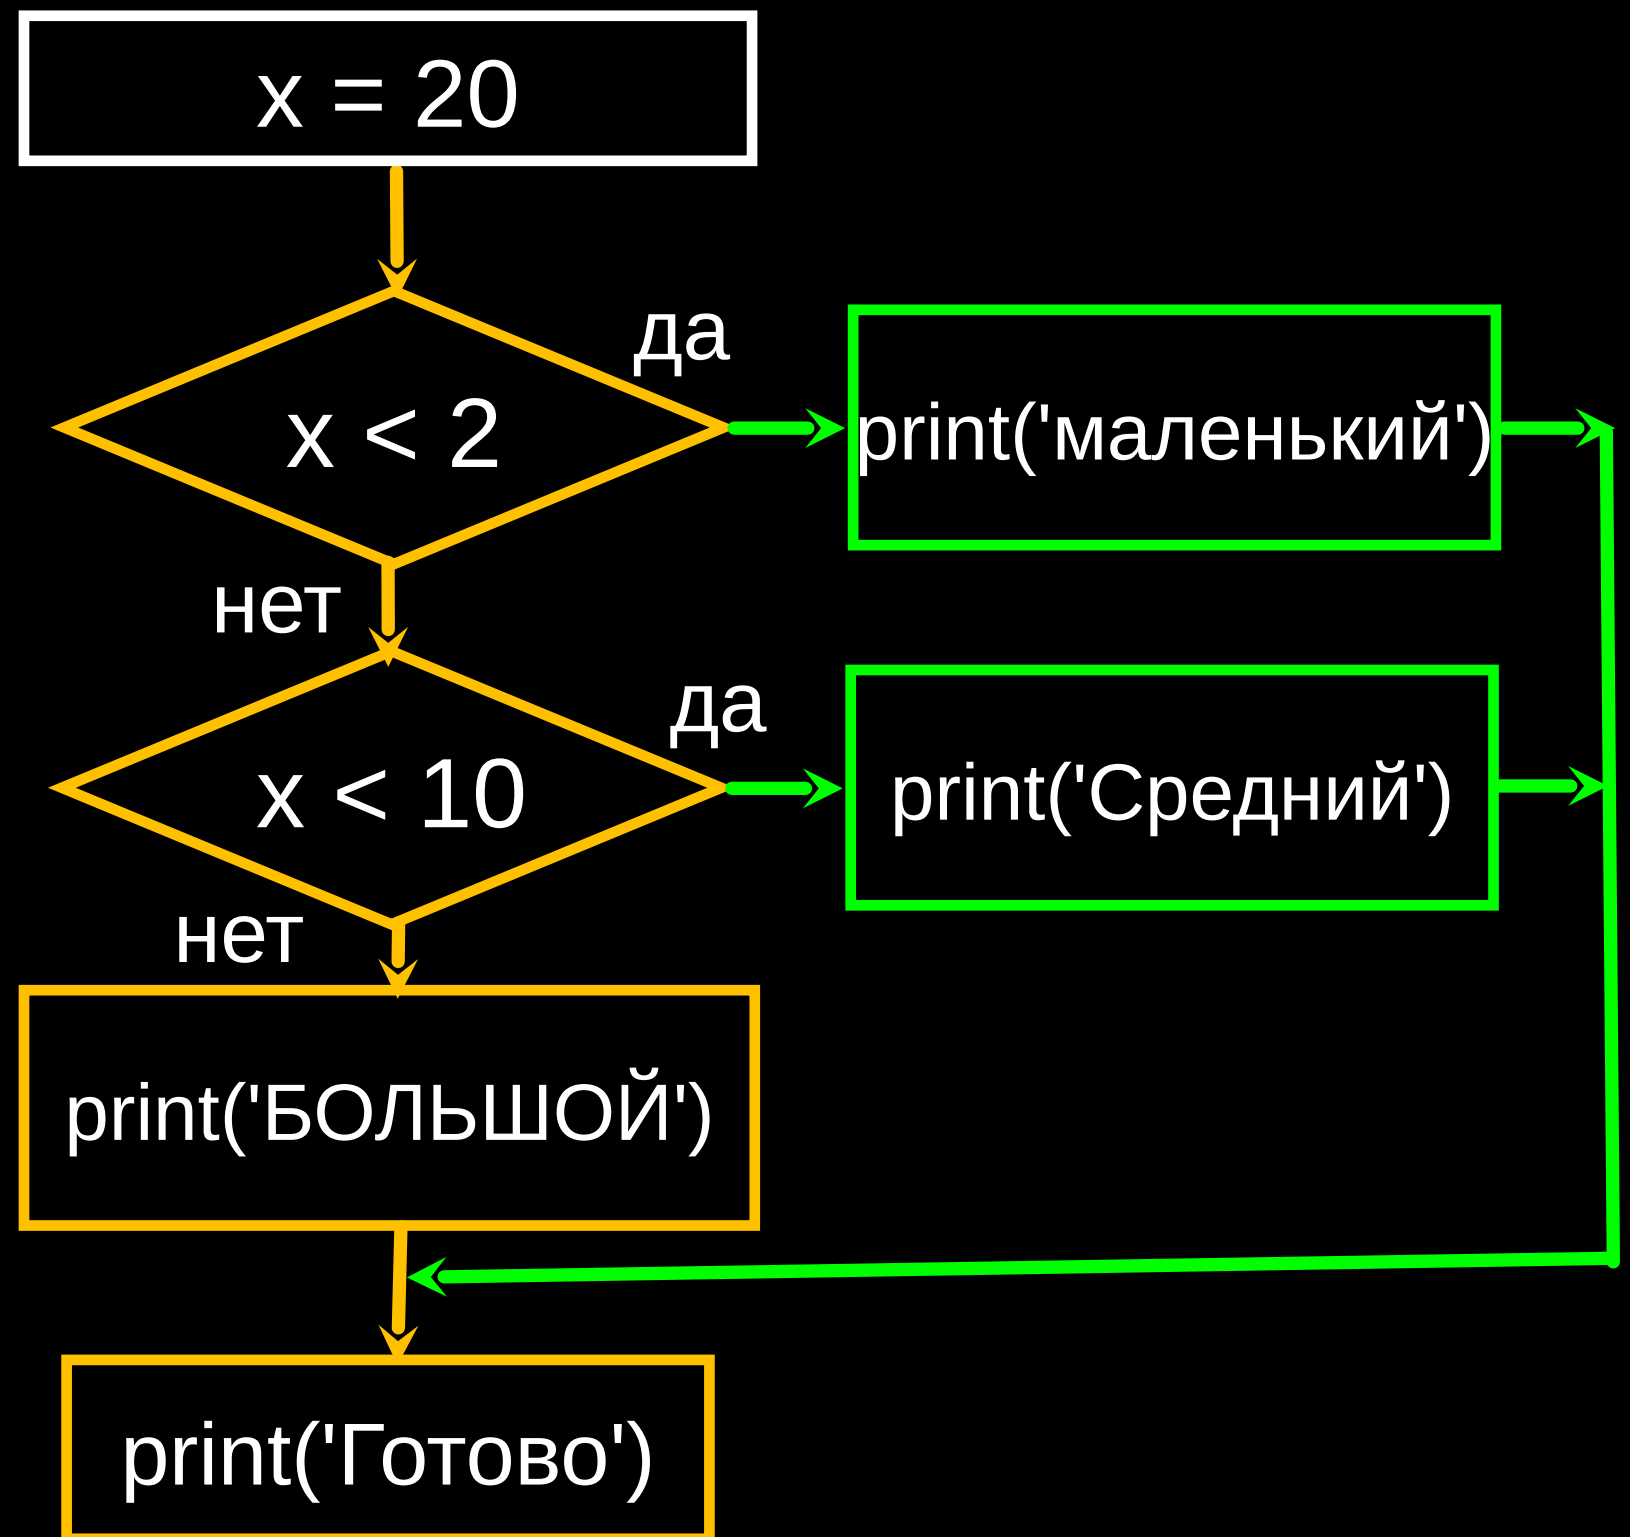 x = 20
да
x < 2
print('маленький')
нет
да
x < 10
print('Средний')
нет
print('БОЛЬШОЙ')
print('Готово')